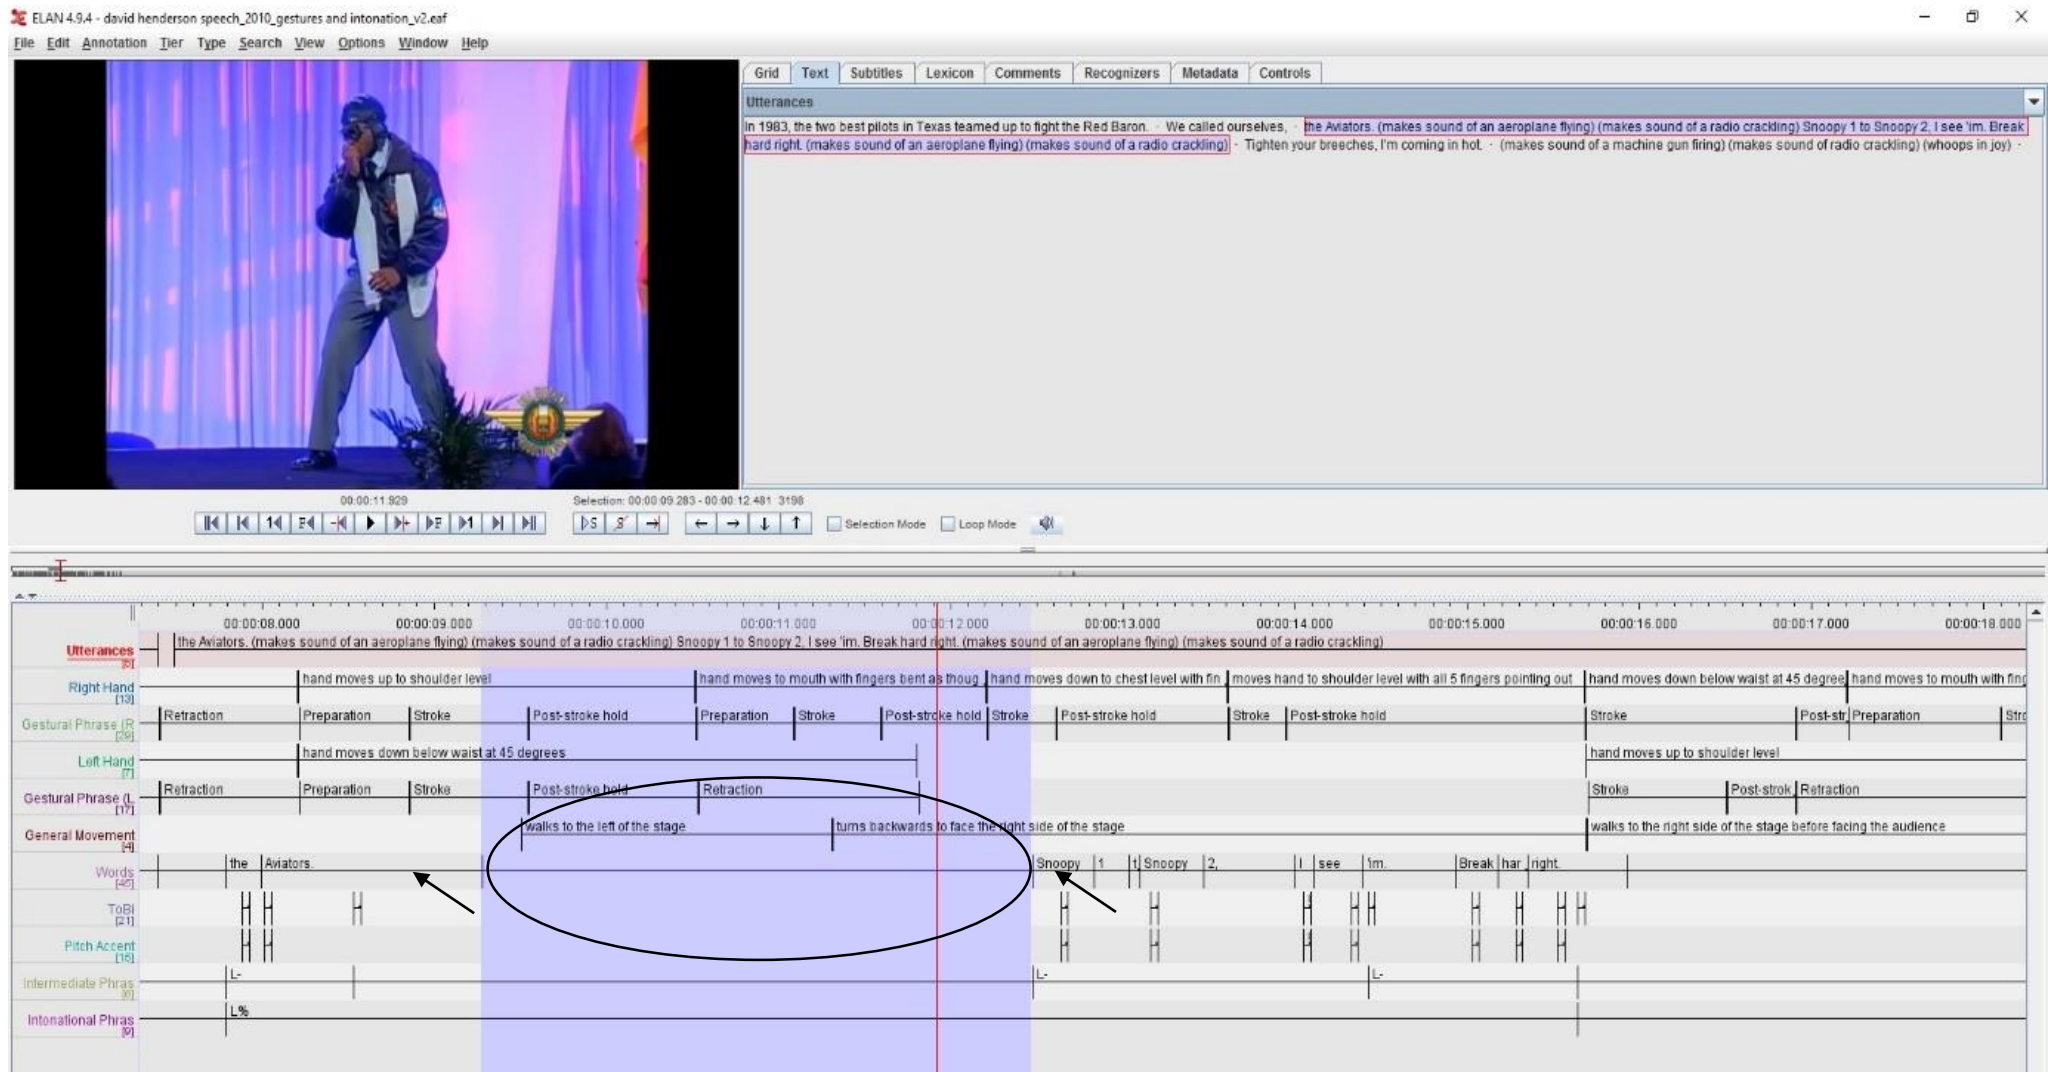 ELAN 4.9.4 - david henderson speech_2010_gestures and intonation_v2.eaf
File Edit Annotation Tier Type Search View Options Window Help
Grid Text Subtitles Lexicon Comments Recognizers Metadata Controls
Utterances
In 1983, the two best pilots in Texas teamed up to fight the Red Baron. · We called ourselves, · the Aviators. (makes sound of an aeroplane flying) (makes sound of a radio crackling) Snoopy 1 to Snoopy 2, I see 'im. Break
hard right. (makes sound of an aeroplane flying) (makes sound of a radio crackling) · Tighten your breeches, I'm coming in hot. · (makes sound of a machine gun firing) (makes sound of radio crackling) (whoops in joy) ·
00:00:11.929 Selection: 00:00:09.283 - 00:00:12.481 3198
Selection Mode Loop Mode
00:00:08.000 00:00:09.000 00:00:10.000 00:00:11.000 00:00:12.000 00:00:13.000 00:00:14.000 00:00:15.000 00:00:16.000 00:00:17.000 00:00:18.000
Utterances the Aviators. (makes sound of an aeroplane flying) (makes sound of a radio crackling) Snoopy 1 to Snoopy 2, I see 'im. Break hard right. (makes sound of an aeroplane flying) (makes sound of a radio crackling)
Right Hand hand moves up to shoulder level hand moves to mouth with fingers bent as thoug hand moves down to chest level with fin moves hand to shoulder level with all 5 fingers pointing out hand moves down below waist at 45 degree hand moves to mouth with fing
[13]
Gestural Phrase (R Retraction Preparation Stroke Post-stroke hold Preparation Stroke Post-stroke hold Stroke Post-stroke hold Stroke Post-stroke hold Stroke Post-str Preparation Stro
[29]
Left Hand hand moves down below waist at 45 degrees hand moves up to shoulder level
[7]
Gestural Phrase (L Retraction Preparation Stroke Post-stroke hold Retraction Stroke Post-strok Retraction
[17]
General Movement walks to the left of the stage turns backwards to face the right side of the stage walks to the right side of the stage before facing the audience
[4]
Words the Aviators. Snoopy 1 t Snoopy 2, I see 'im. Break har right.
[45]
ToBI
[21]
Pitch Accent
[16]
Intermediate Phras L- L- L-
Intonational Phras L%
[9]